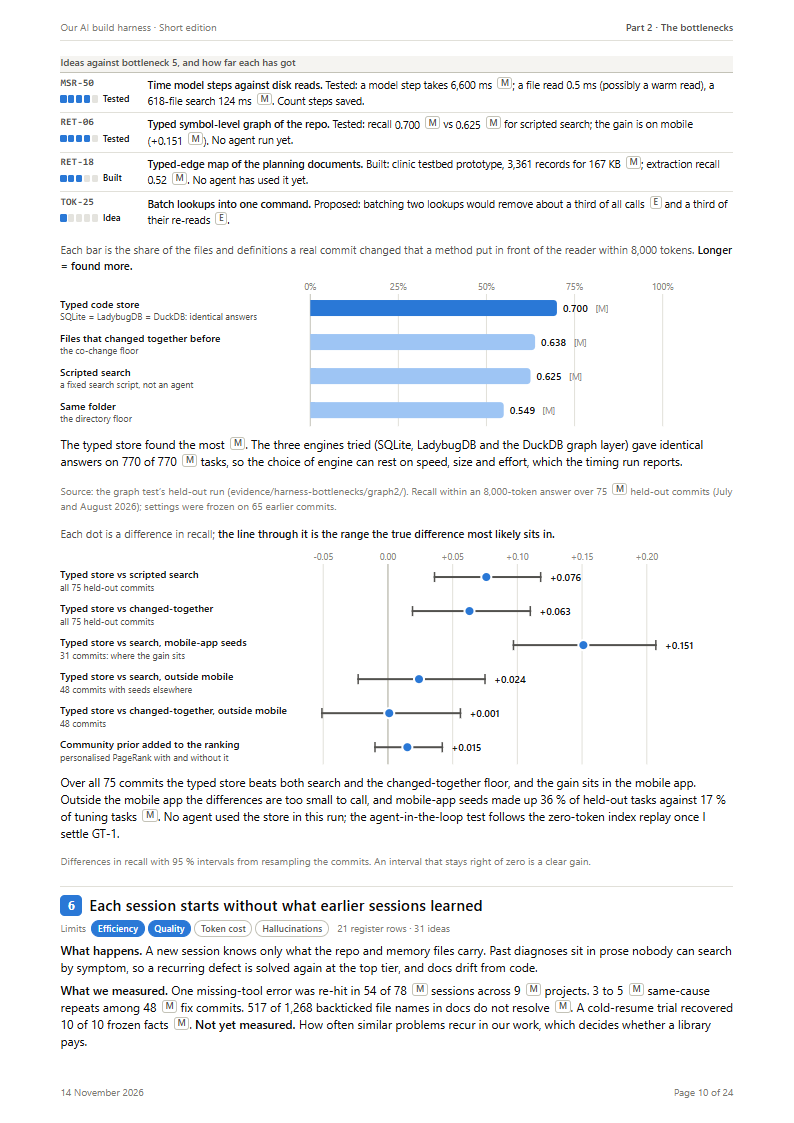 Our AI build harness · Short edition
Part 2 · The bottlenecks
Ideas against bottleneck 5, and how far each has got
MSR-50
Tested
Time model steps against disk reads. Tested: a model step takes 6,600 ms M; a file read 0.5 ms (possibly a warm read), a
618-file search 124 ms M. Count steps saved.
RET-06
Tested
Typed symbol-level graph of the repo. Tested: recall 0.700 M vs 0.625 M for scripted search; the gain is on mobile
(+0.151 M). No agent run yet.
RET-18
Built
Typed-edge map of the planning documents. Built: clinic testbed prototype, 3,361 records for 167 KB M; extraction recall
0.52 M. No agent has used it yet.
TOK-25
Idea
Batch lookups into one command. Proposed: batching two lookups would remove about a third of all calls E and a third of
their re-reads E.
Each bar is the share of the files and definitions a real commit changed that a method put in front of the reader within 8,000 tokens. Longer
= found more.
0% 25% 50% 75% 100%
Typed code store
SQLite = LadybugDB = DuckDB: identical answers
0.700 [M]
Files that changed together before
the co-change floor
0.638 [M]
Scripted search
a fixed search script, not an agent
0.625 [M]
Same folder
the directory floor
0.549 [M]
The typed store found the most M. The three engines tried (SQLite, LadybugDB and the DuckDB graph layer) gave identical
answers on 770 of 770 M tasks, so the choice of engine can rest on speed, size and effort, which the timing run reports.
Source: the graph test's held-out run (evidence/harness-bottlenecks/graph2/). Recall within an 8,000-token answer over 75 M held-out commits (July
and August 2026); settings were frozen on 65 earlier commits.
Each dot is a difference in recall; the line through it is the range the true difference most likely sits in.
-0.05 0.00 +0.05 +0.10 +0.15 +0.20
Typed store vs scripted search
all 75 held-out commits
+0.076
Typed store vs changed-together
all 75 held-out commits
+0.063
Typed store vs search, mobile-app seeds
31 commits: where the gain sits
+0.151
Typed store vs search, outside mobile
48 commits with seeds elsewhere
+0.024
Typed store vs changed-together, outside mobile
48 commits
+0.001
Community prior added to the ranking
personalised PageRank with and without it
+0.015
Over all 75 commits the typed store beats both search and the changed-together floor, and the gain sits in the mobile app.
Outside the mobile app the differences are too small to call, and mobile-app seeds made up 36 % of held-out tasks against 17 %
of tuning tasks M. No agent used the store in this run; the agent-in-the-loop test follows the zero-token index replay once I
settle GT-1.
Differences in recall with 95 % intervals from resampling the commits. An interval that stays right of zero is a clear gain.
6 Each session starts without what earlier sessions learned
Limits Efficiency Quality Token cost Hallucinations 21 register rows · 31 ideas
What happens. A new session knows only what the repo and memory files carry. Past diagnoses sit in prose nobody can search
by symptom, so a recurring defect is solved again at the top tier, and docs drift from code.
What we measured. One missing-tool error was re-hit in 54 of 78 M sessions across 9 M projects. 3 to 5 M same-cause
repeats among 48 M fix commits. 517 of 1,268 backticked file names in docs do not resolve M. A cold-resume trial recovered
10 of 10 frozen facts M. Not yet measured. How often similar problems recur in our work, which decides whether a library
pays.
14 November 2026
Page 10 of 24